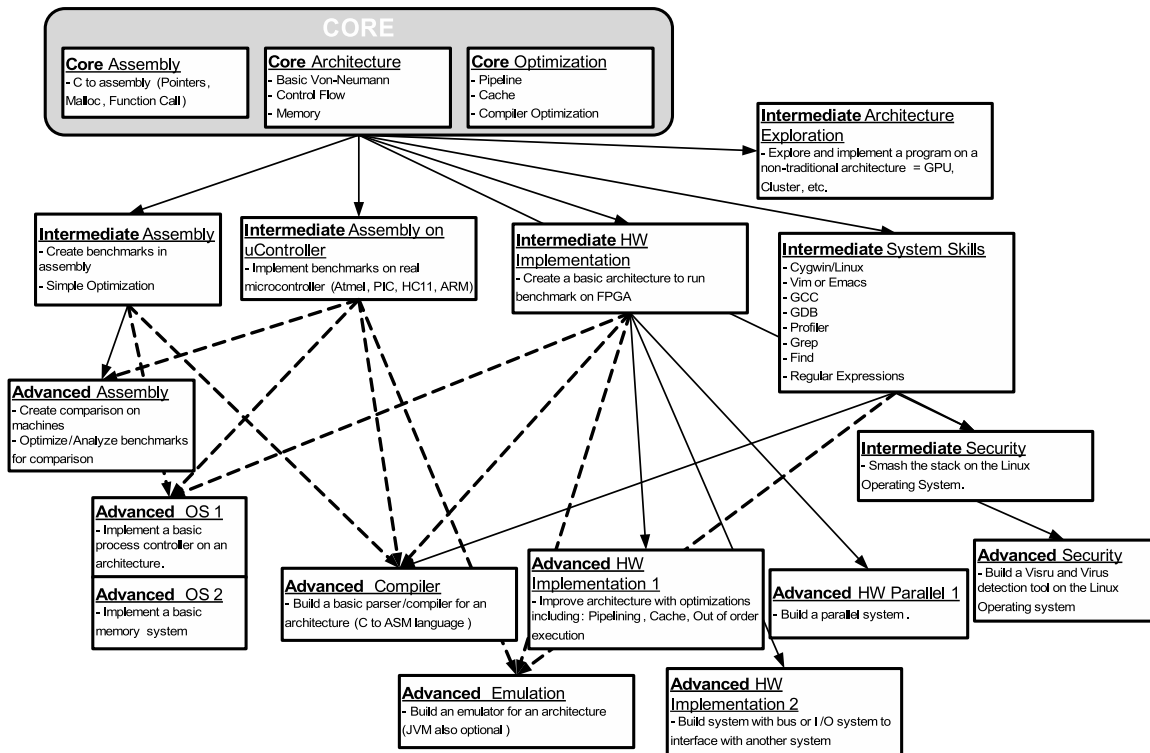 CORE
Core Assembly
- C to assembly (Pointers,
Malloc, Function Call)
Core Architecture
- Basic Von-Neumann
- Control Flow
- Memory
Core Optimization
- Pipeline
- Cache
- Compiler Optimization
Intermediate Architecture
Exploration
- Explore and implement a program on a
non-traditional architecture = GPU,
Cluster, etc.
Intermediate Assembly
- Create benchmarks in
assembly
- Simple Optimization
Intermediate Assembly on
uController
- Implement benchmarks on real
microcontroller (Atmel, PIC, HC11, ARM)
Intermediate HW
Implementation
- Create a basic architecture to run
benchmark on FPGA
Intermediate System Skills
- Cygwin/Linux
- Vim or Emacs
- GCC
- GDB
- Profiler
- Grep
- Find
- Regular Expressions
Advanced Assembly
- Create comparison on
machines
- Optimize/Analyze benchmarks
for comparison
Intermediate Security
- Smash the stack on the Linux
Operating System.
Advanced OS 1
- Implement a basic
process controller on an
architecture.
Advanced OS 2
- Implement a basic
memory system
Advanced Compiler
- Build a basic parser/compiler for an
architecture (C to ASM language)
Advanced HW
Implementation 1
- Improve architecture with optimizations
including: Pipelining, Cache, Out of order
execution
Advanced HW Parallel 1
- Build a parallel system.
Advanced Security
- Build a Visru and Virus
detection tool on the Linux
Operating system
Advanced Emulation
- Build an emulator for an architecture
(JVM also optional)
Advanced HW
Implementation 2
- Build system with bus or I/O system to
interface with another system